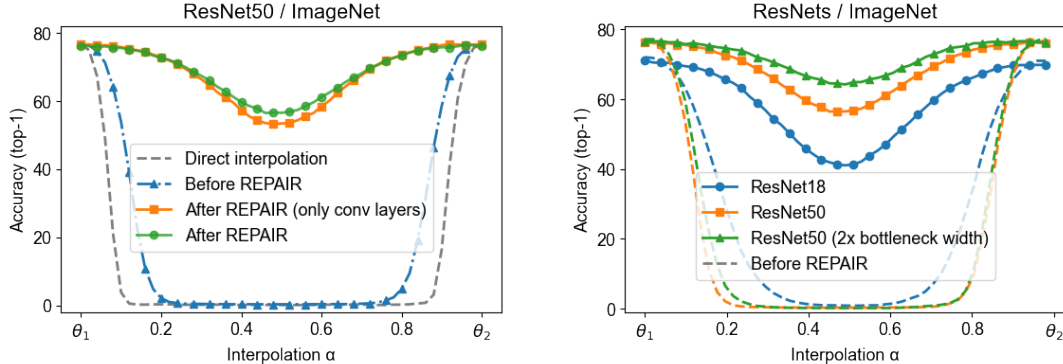 ResNet50 / ImageNet
Accuracy (top-1)
80
60
40
20
0
Direct interpolation
Before REPAIR
After REPAIR (only conv layers)
After REPAIR
θ1
0.2
0.4
0.6
0.8
θ2
Interpolation α
ResNets / ImageNet
Accuracy (top-1)
80
60
40
20
0
ResNet18
ResNet50
ResNet50 (2x bottleneck width)
Before REPAIR
θ1
0.2
0.4
0.6
0.8
θ2
Interpolation α